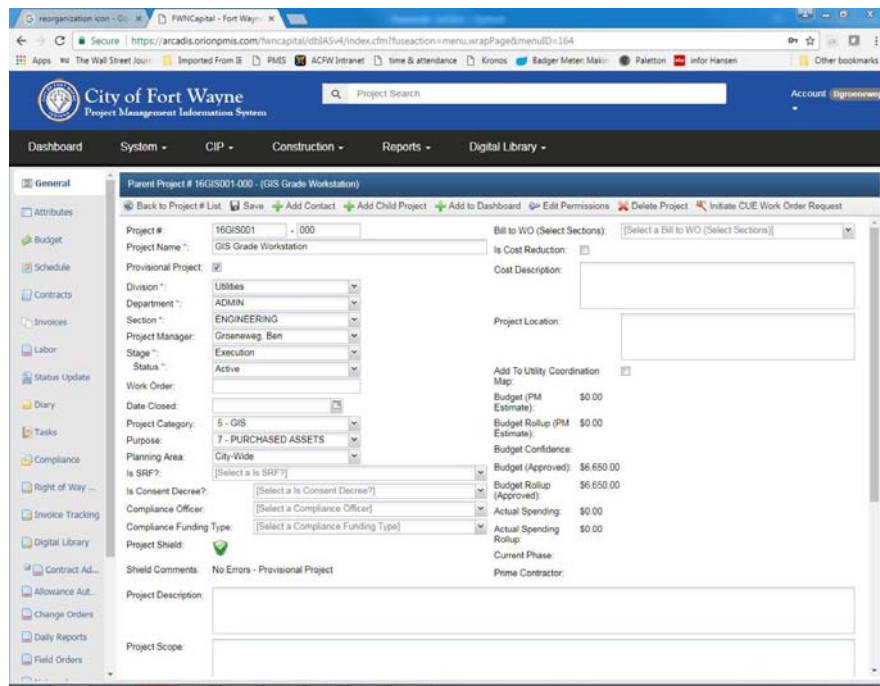 reorganization icon - Go
FWNCapital - Fort Way
Secure | https://arcadis.orionpmis.com/fwncapital/dbIASv4/index.cfm?fuseaction=menu.wrapPage&menuID=164
Apps
The Wall Street Journ
Imported From IE
PMIS
ACFW Intranet
time & attendance
Kronos
Badger Meter: Makin
Paletton
infor Hansen
Other bookmarks
City of Fort Wayne
Project Management Information System
Project Search
Account Bgroeneweg
Dashboard
System
CIP
Construction
Reports
Digital Library
General
Attributes
Budget
Schedule
Contracts
Invoices
Labor
Status Update
Diary
Tasks
Compliance
Right of Way ...
Invoice Tracking
Digital Library
Contract Ad...
Allowance Aut...
Change Orders
Daily Reports
Field Orders
Parent Project # 16GIS001-000 - (GIS Grade Workstation)
Back to Project # List Save Add Contact Add Child Project Add to Dashboard Edit Permissions Delete Project Initiate CUE Work Order Request
Project #: 16GIS001 - 000
Project Name *: GIS Grade Workstation
Provisional Project:
Division *: Utilities
Department *: ADMIN
Section *: ENGINEERING
Project Manager: Groeneweg, Ben
Stage *: Execution
Status *: Active
Work Order:
Date Closed:
Project Category: 5 - GIS
Purpose: 7 - PURCHASED ASSETS
Planning Area: City-Wide
Is SRF?: [Select a Is SRF?]
Is Consent Decree?: [Select a Is Consent Decree?]
Compliance Officer: [Select a Compliance Officer]
Compliance Funding Type: [Select a Compliance Funding Type]
Project Shield:
Shield Comments: No Errors - Provisional Project
Project Description:
Project Scope:
Bill to WO (Select Sections): [Select a Bill to WO (Select Sections)]
Is Cost Reduction:
Cost Description:
Project Location:
Add To Utility Coordination
Map:
Budget (PM $0.00
Estimate):
Budget Rollup (PM $0.00
Estimate):
Budget Confidence:
Budget (Approved): $6,650.00
Budget Rollup $6,650.00
(Approved):
Actual Spending: $0.00
Actual Spending $0.00
Rollup:
Current Phase:
Prime Contractor: